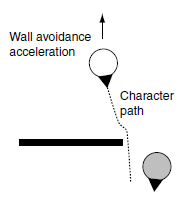 Wall avoidance
acceleration
Character
path